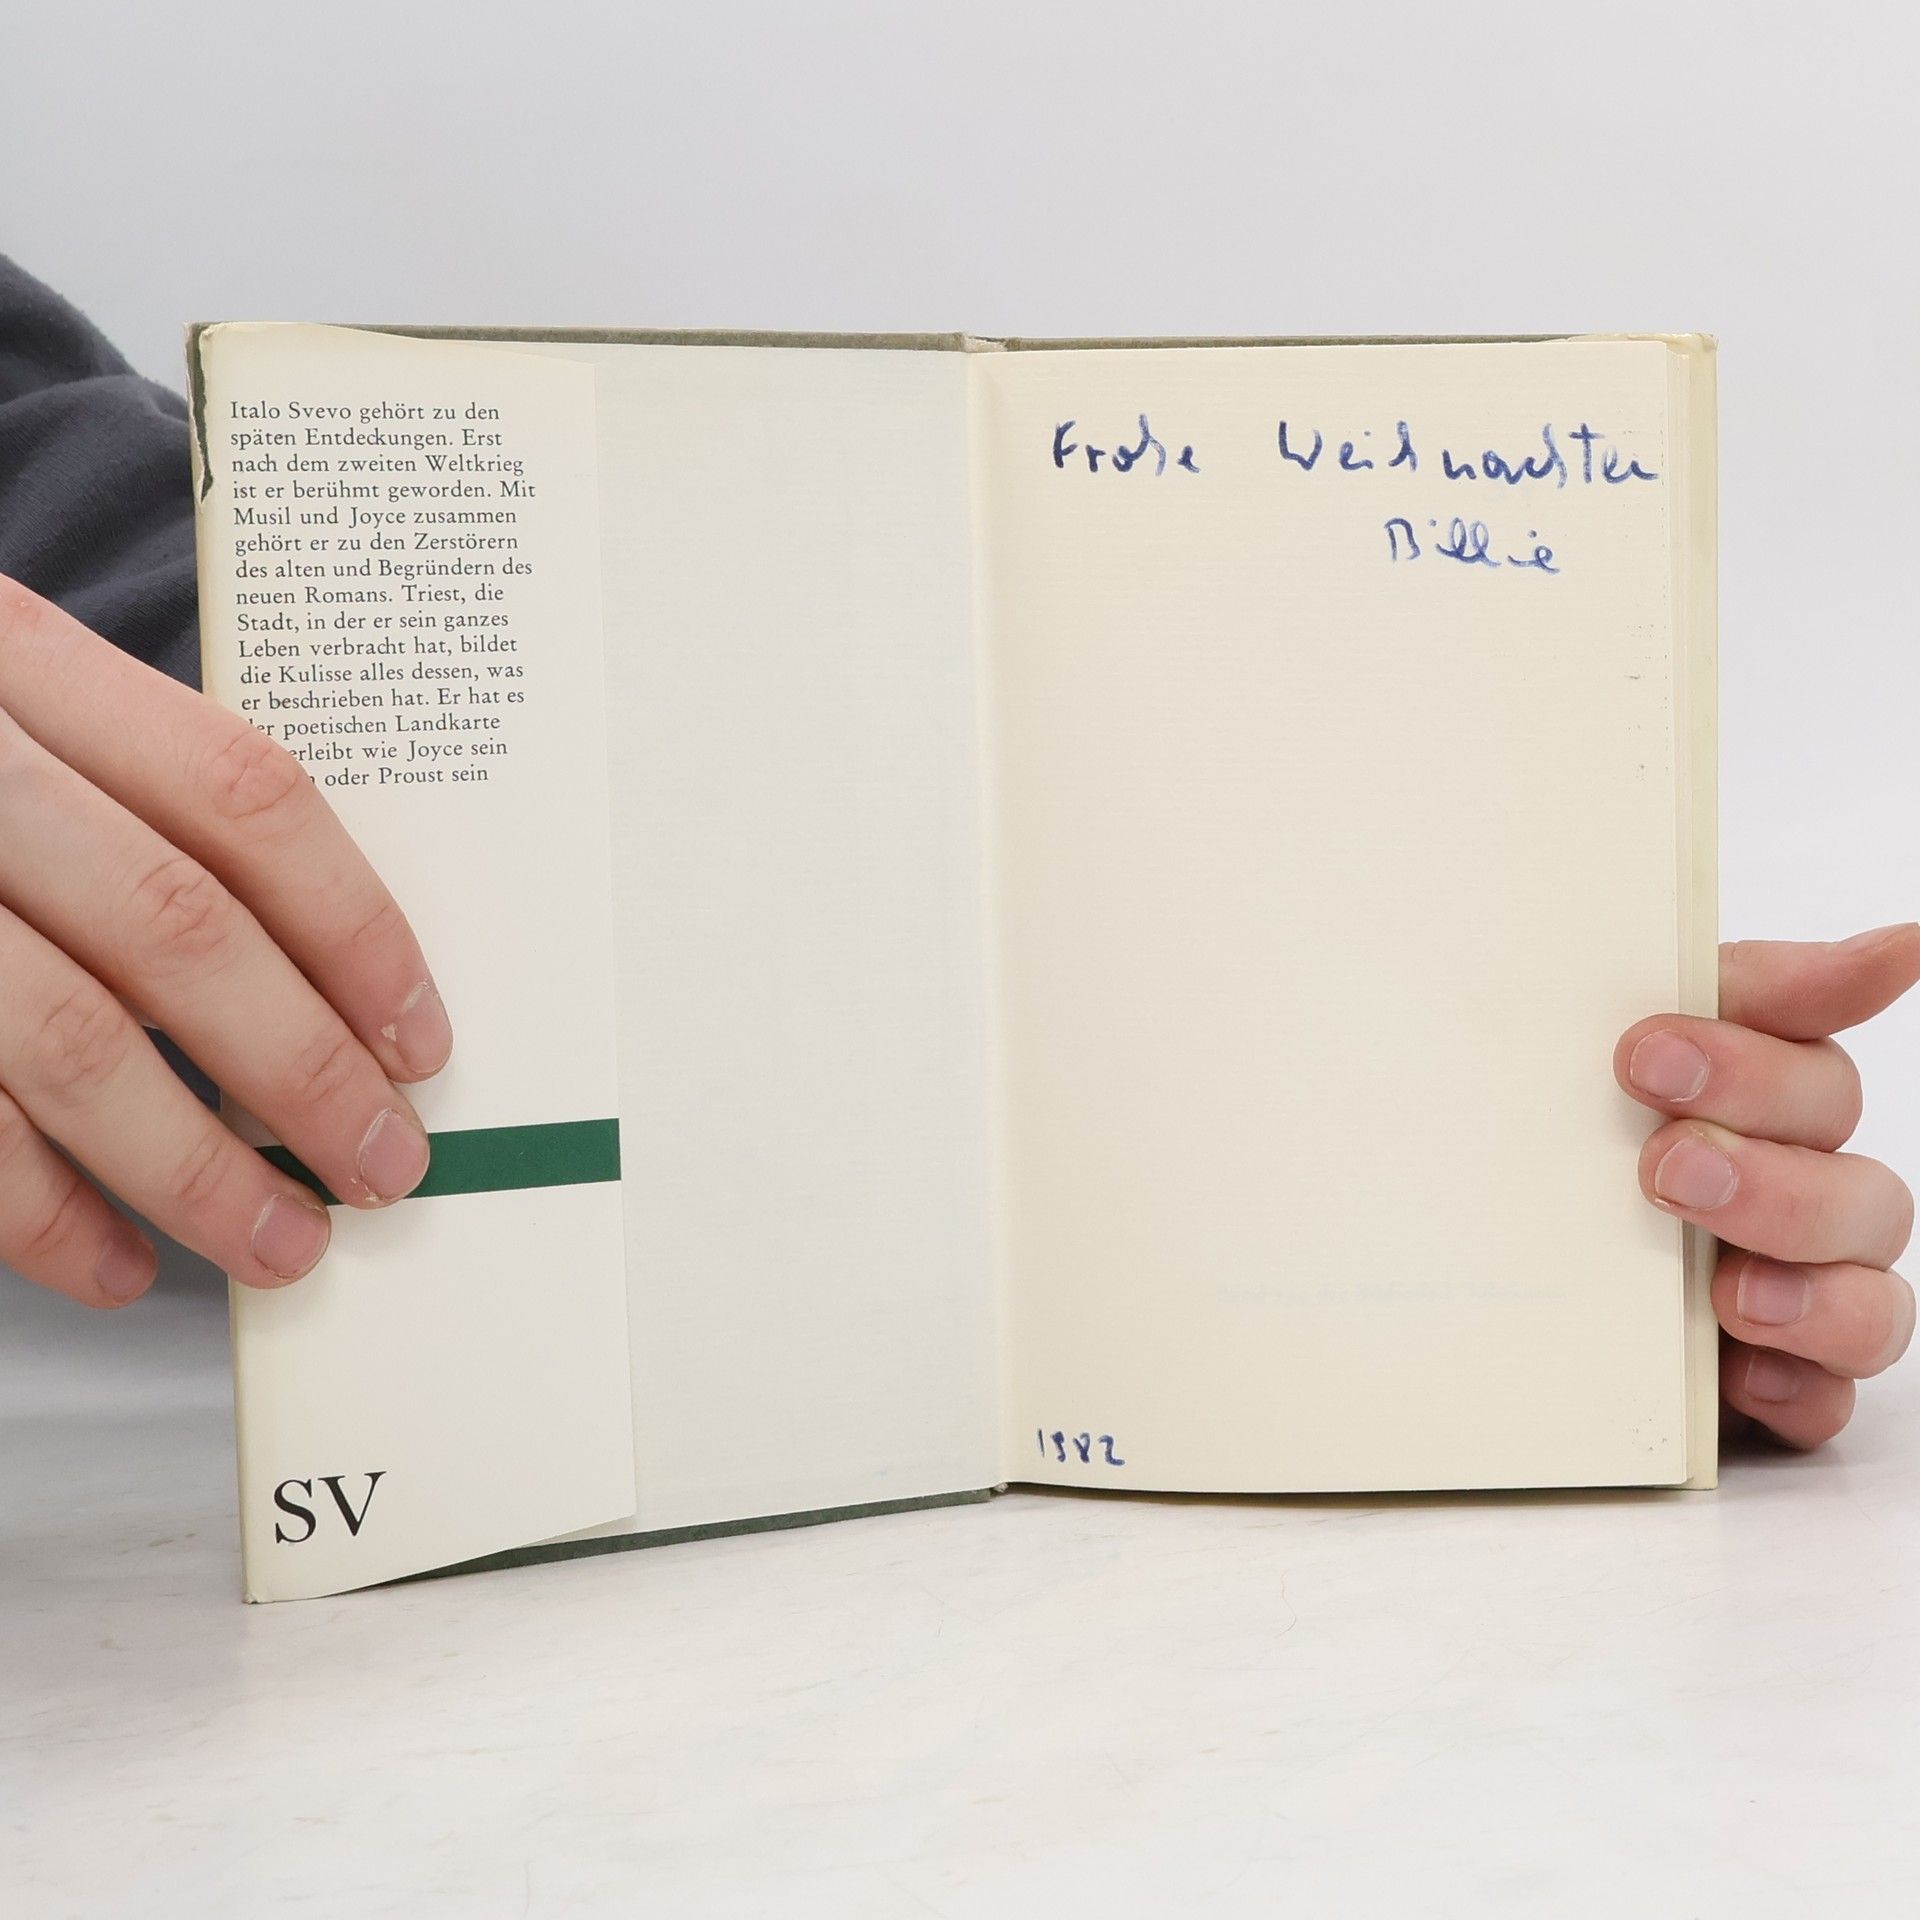 Italo Svevo gehört zu den
späten Entdeckungen. Erst
nach dem zweiten Weltkrieg
ist er berühmt geworden. Mit
Musil und Joyce zusammen
gehört er zu den Zerstörern
des alten und Begründern des
neuen Romans. Triest, die
Stadt, in der er sein ganzes
Leben verbracht hat, bildet
die Kulisse alles dessen, was
er beschrieben hat. Er hat es
poetischen Landkarte
wie Joyce sein
oder Proust sein
SV
Frohe Weihnachten
Billie
1982